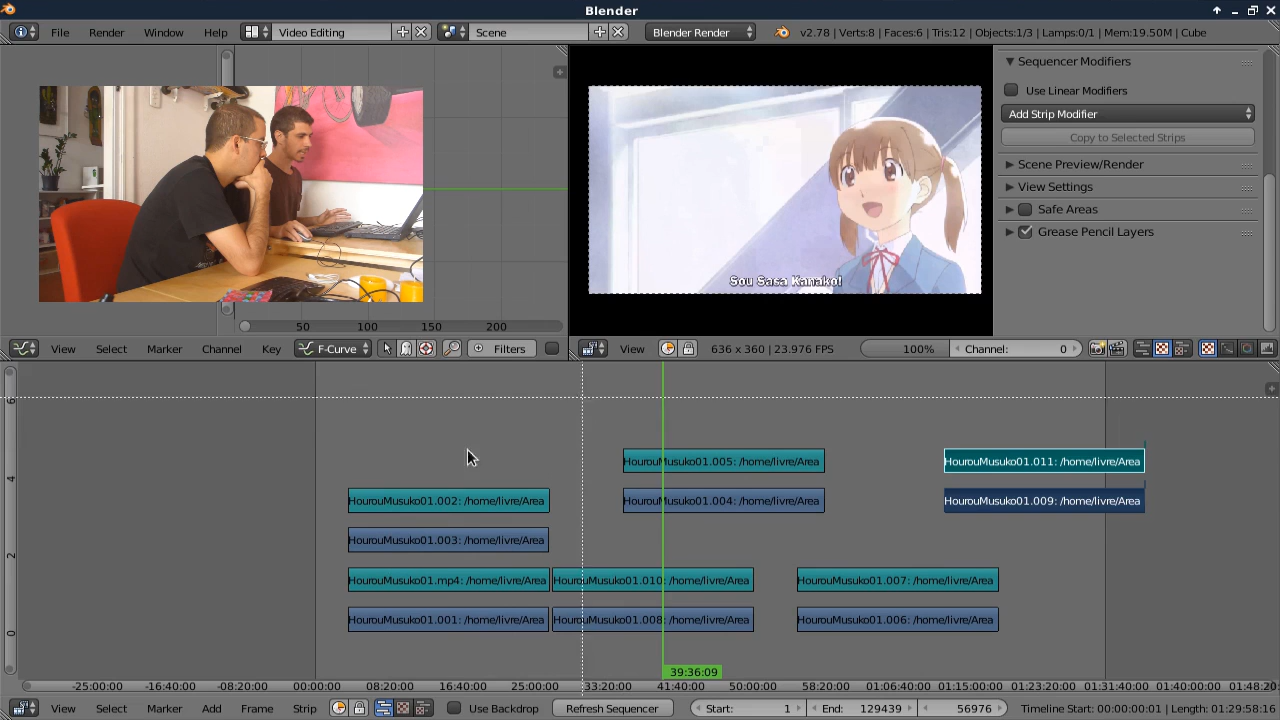 Blender
File Render Window Help Video Editing Scene Blender Render v2.78 | Verts:8 | Faces:6 | Tris:12 | Objects:1/3 | Lamps:0/1 | Mem:19.50M | Cube
Sequencer Modifiers
Use Linear Modifiers
Add Strip Modifier
Copy to Selected Strips
Scene Preview/Render
View Settings
Safe Areas
Grease Pencil Layers
Sou Sasa Kanako!
50 100 150 200
View Select Marker Channel Key F-Curve Filters View 636 x 360 | 23.976 FPS 100% Channel: 0
6
HourouMusuko01.005: /home/livre/Area HourouMusuko01.011: /home/livre/Area
4
HourouMusuko01.002: /home/livre/Area HourouMusuko01.004: /home/livre/Area HourouMusuko01.009: /home/livre/Area
HourouMusuko01.003: /home/livre/Area
2
HourouMusuko01.mp4: /home/livre/Area HourouMusuko01.010: /home/livre/Area HourouMusuko01.007: /home/livre/Area
HourouMusuko01.001: /home/livre/Area HourouMusuko01.008: /home/livre/Area HourouMusuko01.006: /home/livre/Area
0
39:36:09
-25:00:00 -16:40:00 -08:20:00 00:00:00 08:20:00 16:40:00 25:00:00 33:20:00 41:40:00 50:00:00 58:20:00 01:06:40:00 01:15:00:00 01:23:20:00 01:31:40:00 01:40:00:00 01:48:20
View Select Marker Add Frame Strip Use Backdrop Refresh Sequencer Start: 1 End: 129439 56976 Timeline Start: 00:00:00:01 | Length: 01:29:58:16